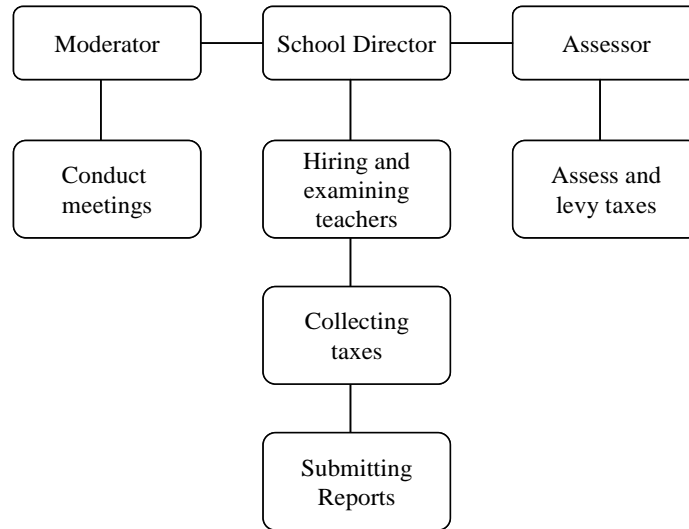 Moderator
School Director
Assessor
Conduct
meetings
Hiring and
examining
teachers
Assess and
levy taxes
Collecting
taxes
Submitting
Reports